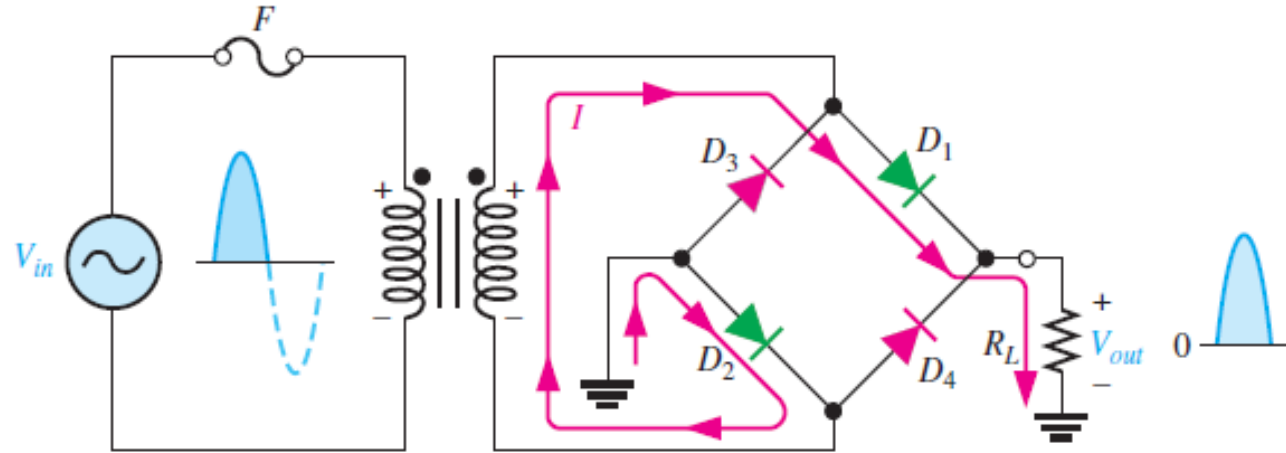 F
I
D3
D1
+
+
Vin
−
−
D2
D4
RL
+
Vout
−
0